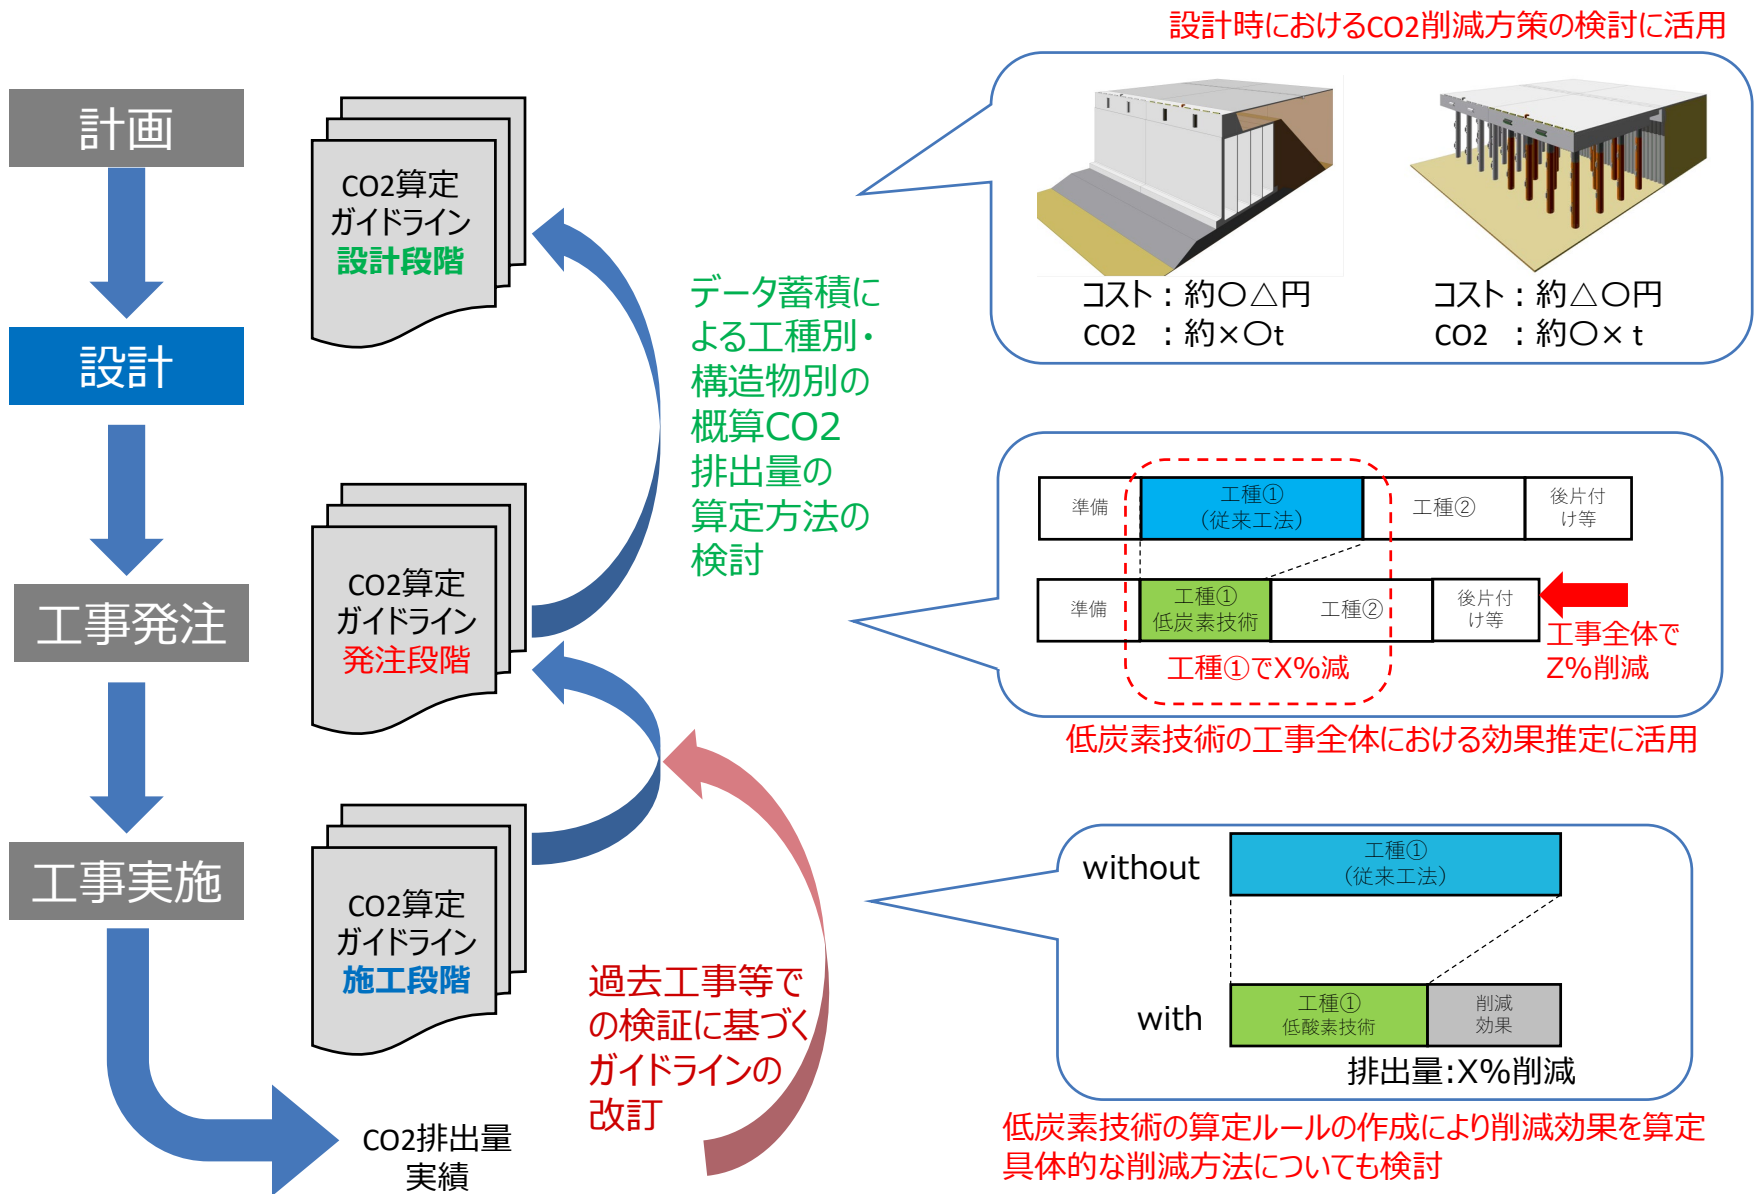 計画
設計
工事発注
工事実施
CO2算定
ガイドライン
設計段階
CO2算定
ガイドライン
発注段階
CO2算定
ガイドライン
施工段階
CO2排出量
実績
データ蓄積に
よる工種別・
構造物別の
概算CO2
排出量の
算定方法の
検討
過去工事等で
の検証に基づく
ガイドラインの
改訂
設計時におけるCO2削減方策の検討に活用
コスト：約〇△円
CO2 ：約×〇t
コスト：約△〇円
CO2 ：約〇×t
準備
工種①
（従来工法）
工種②
後片付
け等
準備
工種①
低炭素技術
工種②
後片付
け等
工種①でX%減
工事全体で
Z%削減
低炭素技術の工事全体における効果推定に活用
without
工種①
（従来工法）
with
工種①
低酸素技術
削減
効果
排出量:X%削減
低炭素技術の算定ルールの作成により削減効果を算定
具体的な削減方法についても検討